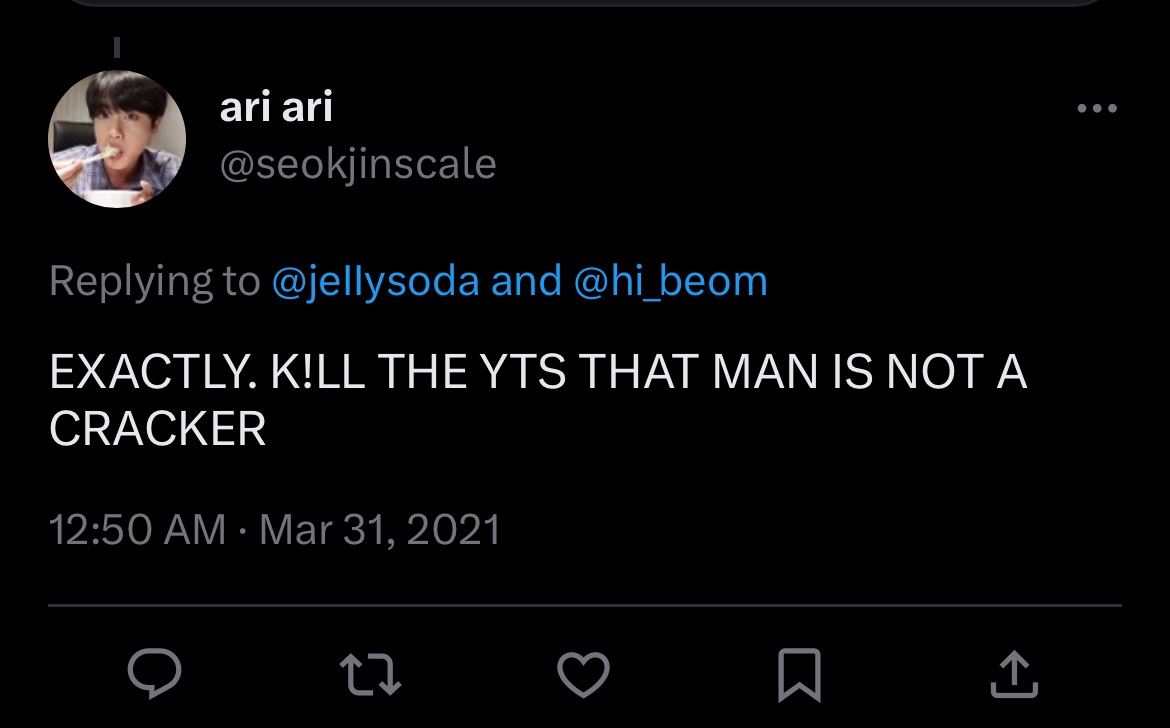 ari ari
@seokjinscale
Replying to @jellysoda and @hi_beom
EXACTLY. K!LL THE YTS THAT MAN IS NOT A
CRACKER
12:50 AM · Mar 31, 2021